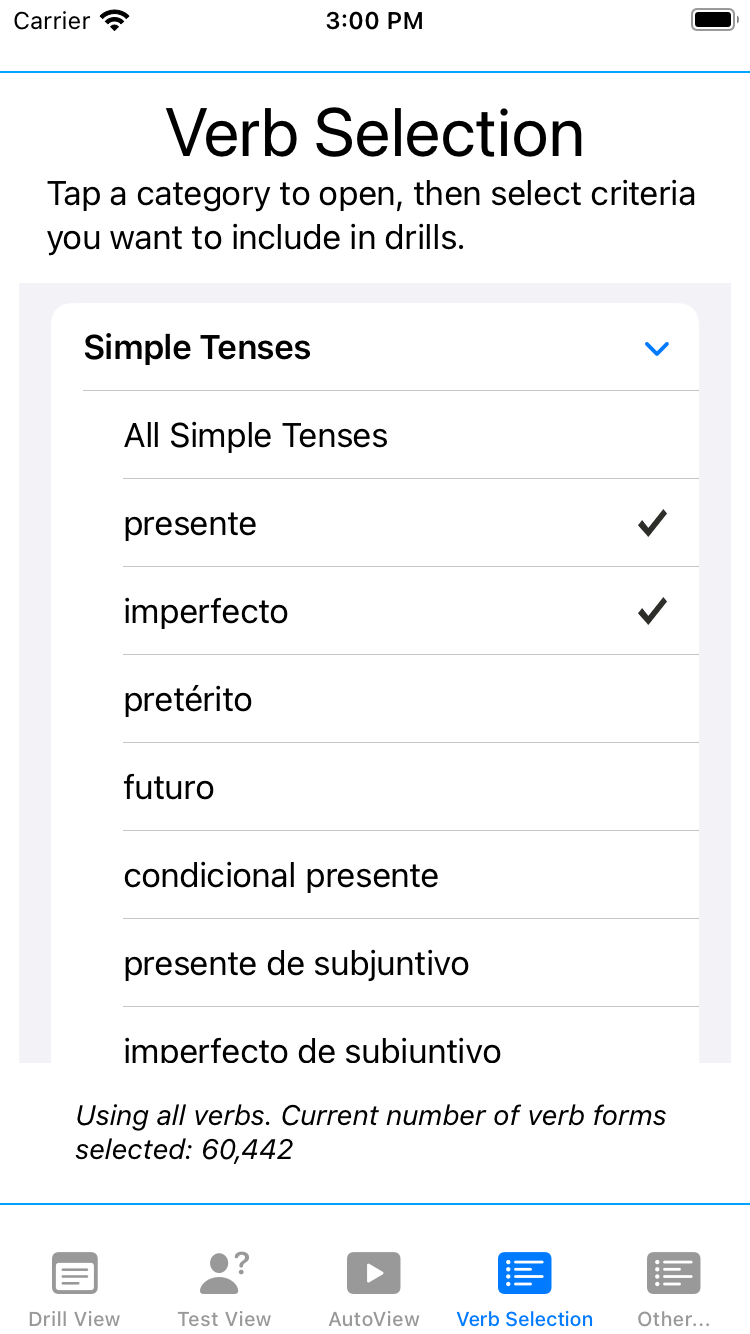 Carrier 3:00 PM
Verb Selection
Tap a category to open, then select criteria
you want to include in drills.
Simple Tenses
All Simple Tenses
presente
imperfecto
pretérito
futuro
condicional presente
presente de subjuntivo
imperfecto de subjuntivo
Using all verbs. Current number of verb forms
selected: 60,442
Drill View Test View AutoView Verb Selection Other...